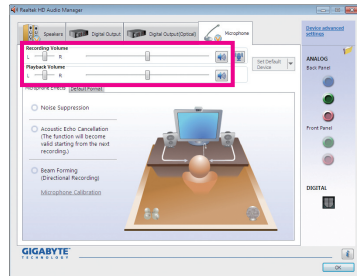 Realtek HD Audio Manager
Speakers
Digital Output
Digital Output(Optical)
Microphone
Device advanced
settings
Recording Volume
L
R
Playback Volume
L
R
Set Default
Device
ANALOG
Back Panel
Microphone Effects
Default Format
Noise Suppression
Acoustic Echo Cancellation
(The function will become
valid starting from the next
recording.)
Beam Forming
(Directional Recording)
Microphone Calibration
Front Panel
DIGITAL
GIGABYTE
TECHNOLOGY
OK